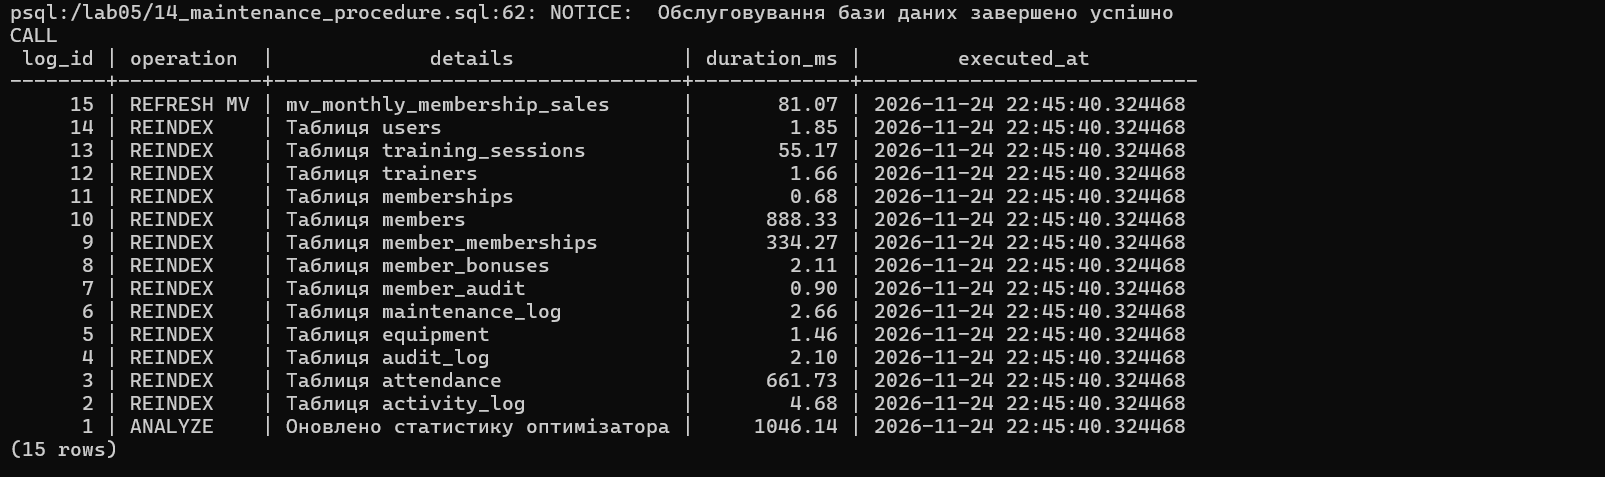 psql:/lab05/14_maintenance_procedure.sql:62: NOTICE:  Обслуговування бази даних завершено успішно
CALL
 log_id | operation  |             details              | duration_ms |        executed_at
--------+------------+----------------------------------+-------------+----------------------------
     15 | REFRESH MV | mv_monthly_membership_sales      |       81.07 | 2026-11-24 22:45:40.324468
     14 | REINDEX    | Таблиця users                    |        1.85 | 2026-11-24 22:45:40.324468
     13 | REINDEX    | Таблиця training_sessions        |       55.17 | 2026-11-24 22:45:40.324468
     12 | REINDEX    | Таблиця trainers                 |        1.66 | 2026-11-24 22:45:40.324468
     11 | REINDEX    | Таблиця memberships              |        0.68 | 2026-11-24 22:45:40.324468
     10 | REINDEX    | Таблиця members                  |      888.33 | 2026-11-24 22:45:40.324468
      9 | REINDEX    | Таблиця member_memberships       |      334.27 | 2026-11-24 22:45:40.324468
      8 | REINDEX    | Таблиця member_bonuses           |        2.11 | 2026-11-24 22:45:40.324468
      7 | REINDEX    | Таблиця member_audit             |        0.90 | 2026-11-24 22:45:40.324468
      6 | REINDEX    | Таблиця maintenance_log          |        2.66 | 2026-11-24 22:45:40.324468
      5 | REINDEX    | Таблиця equipment                |        1.46 | 2026-11-24 22:45:40.324468
      4 | REINDEX    | Таблиця audit_log                |        2.10 | 2026-11-24 22:45:40.324468
      3 | REINDEX    | Таблиця attendance               |      661.73 | 2026-11-24 22:45:40.324468
      2 | REINDEX    | Таблиця activity_log             |        4.68 | 2026-11-24 22:45:40.324468
      1 | ANALYZE    | Оновлено статистику оптимізатора |     1046.14 | 2026-11-24 22:45:40.324468
(15 rows)